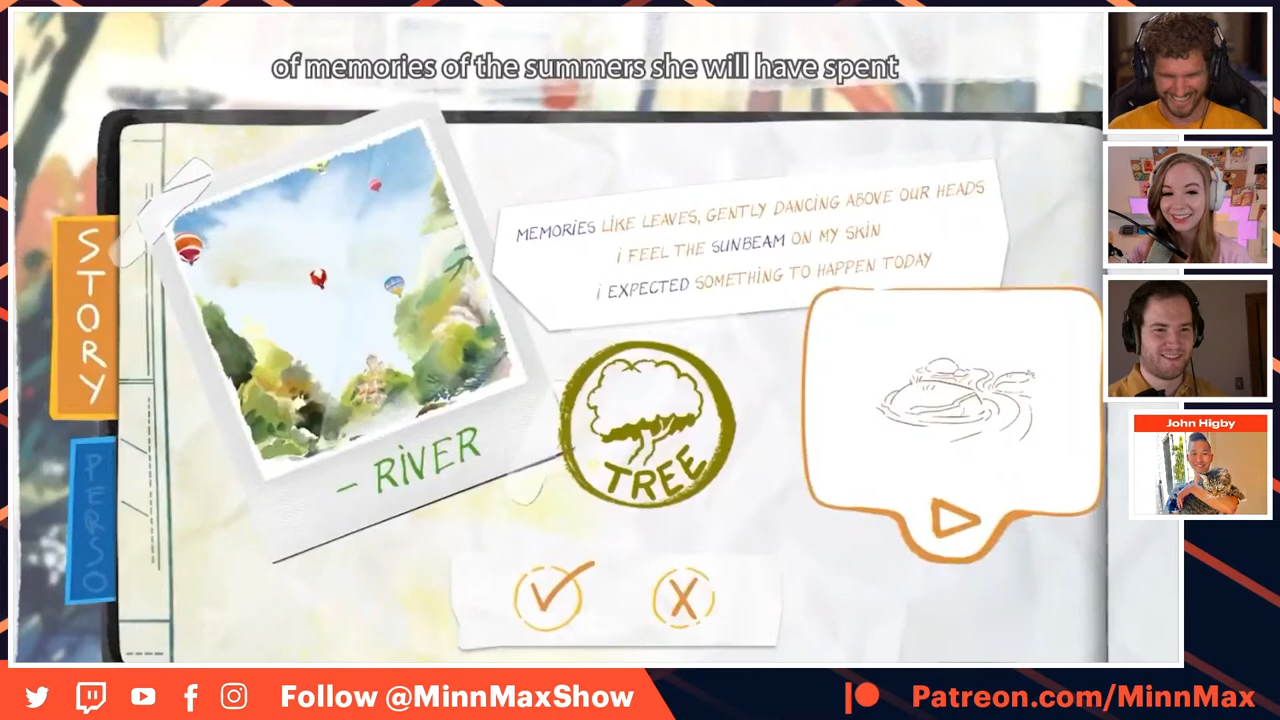 of memories of the summers she will have spent
STORY
PERSO
MEMORIES LIKE LEAVES, GENTLY DANCING ABOVE OUR HEADS
I FEEL THE SUNBEAM ON MY SKIN
I EXPECTED SOMETHING TO HAPPEN TODAY
– RIVER
TREE
John Higby
Follow @MinnMaxShow
Patreon.com/MinnMax